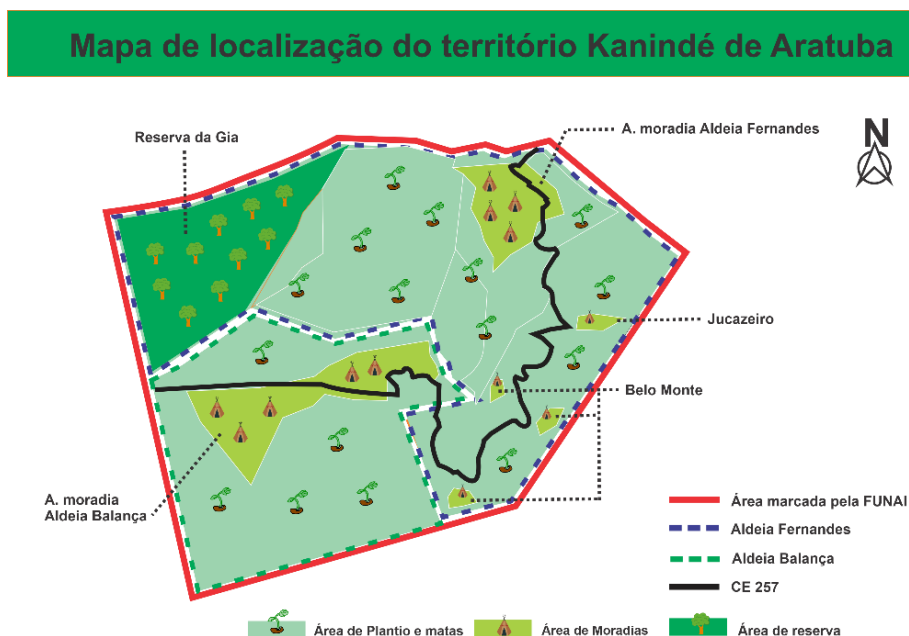 Mapa de localização do território Kanindé de Aratuba
Reserva da Gia
A. moradia Aldeia Fernandes
N
Jucazeiro
Belo Monte
A. moradia
Aldeia Balança
Área marcada pela FUNAI
Aldeia Fernandes
Aldeia Balança
CE 257
Área de Plantio e matas
Área de Moradias
Área de reserva